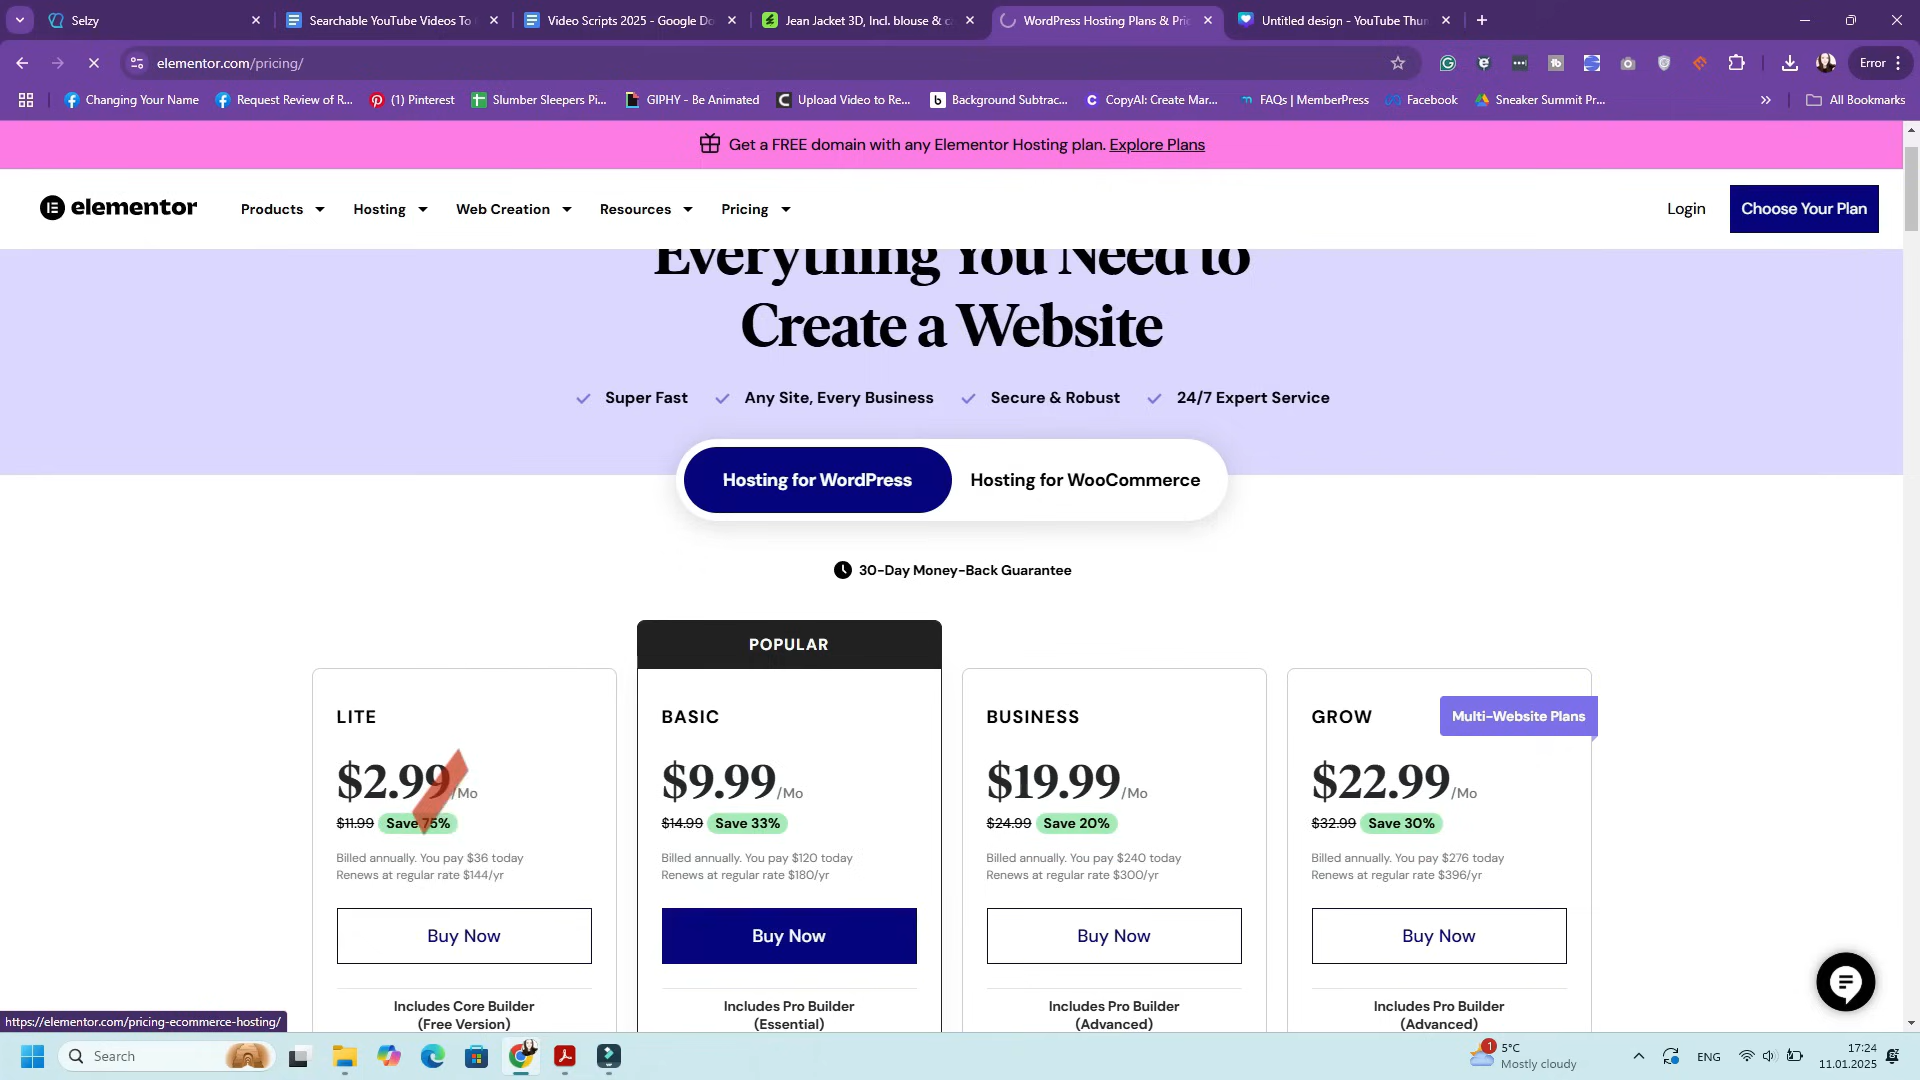 Selzy
Searchable YouTube Videos To
Video Scripts 2025 - Google Do
Jean Jacket 3D, Incl. blouse & c
WordPress Hosting Plans & Pric
Untitled design - YouTube Thun
elementor.com/pricing/
Error
Changing Your Name
Request Review of R...
(1) Pinterest
Slumber Sleepers Pi...
GIPHY - Be Animated
Upload Video to Re...
Background Subtrac...
CopyAI: Create Mar...
FAQs | MemberPress
Facebook
Sneaker Summit Pr...
All Bookmarks
Get a FREE domain with any Elementor Hosting plan. Explore Plans
elementor
Products
Hosting
Web Creation
Resources
Pricing
Login
Choose Your Plan
Everything You Need to
Create a Website
Super Fast
Any Site, Every Business
Secure & Robust
24/7 Expert Service
Hosting for WordPress
Hosting for WooCommerce
30-Day Money-Back Guarantee
POPULAR
LITE
$2.99/Mo
$11.99 Save 75%
Billed annually. You pay $36 today
Renews at regular rate $144/yr
Buy Now
Includes Core Builder
(Free Version)
BASIC
$9.99/Mo
$14.99 Save 33%
Billed annually. You pay $120 today
Renews at regular rate $180/yr
Buy Now
Includes Pro Builder
(Essential)
BUSINESS
$19.99/Mo
$24.99 Save 20%
Billed annually. You pay $240 today
Renews at regular rate $300/yr
Buy Now
Includes Pro Builder
(Advanced)
GROW
Multi-Website Plans
$22.99/Mo
$32.99 Save 30%
Billed annually. You pay $276 today
Renews at regular rate $396/yr
Buy Now
Includes Pro Builder
(Advanced)
https://elementor.com/pricing-ecommerce-hosting/
Search
1
5°C
Mostly cloudy
ENG
17:24
11.01.2025